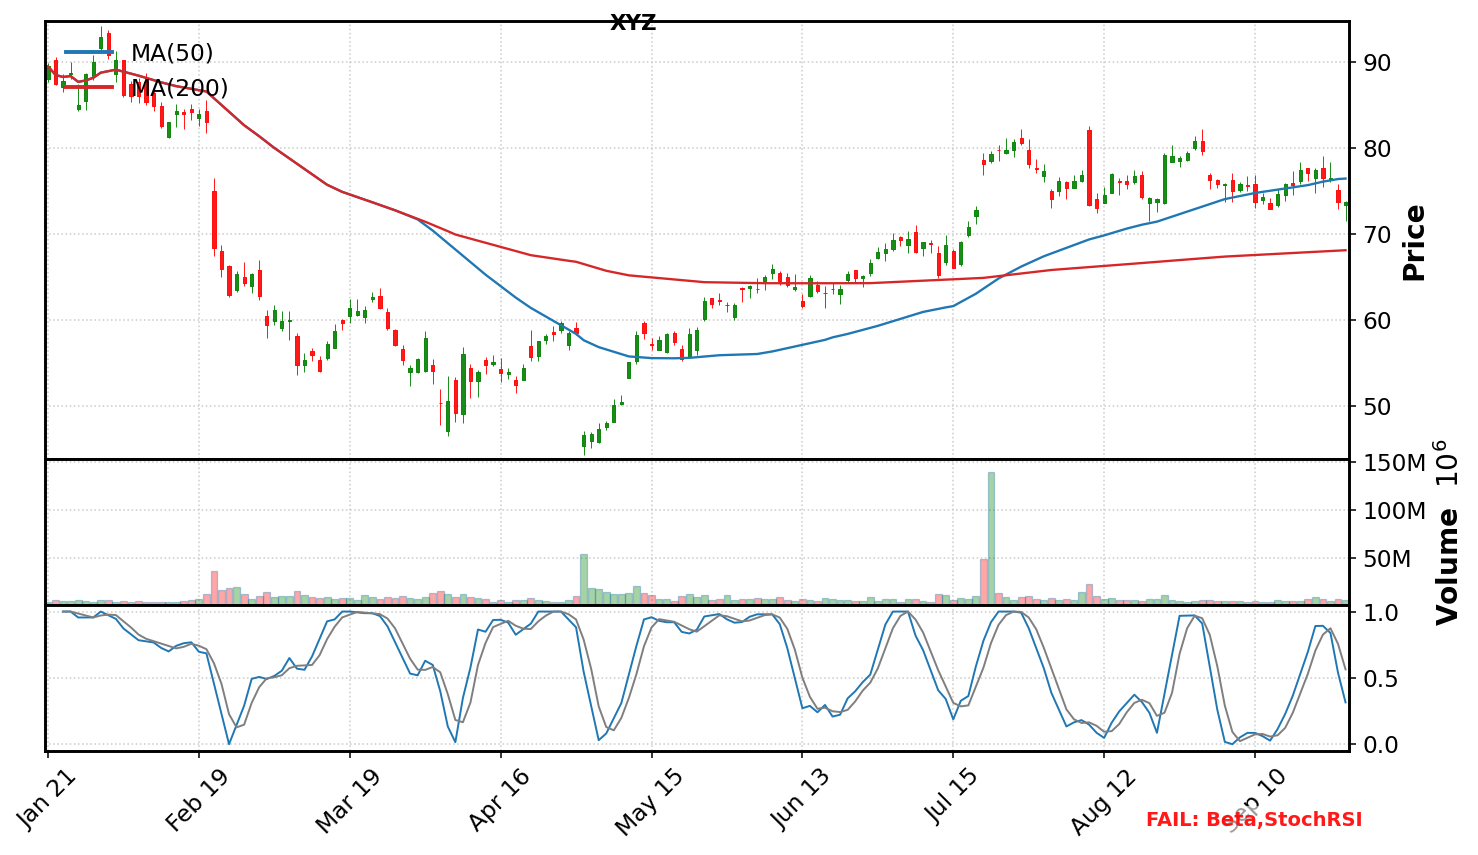 XYZ
MA(50)
MA(200)
90
80
70
60
50
Price
150M
100M
50M
Volume 10^6
1.0
0.5
0.0
Jan 21
Feb 19
Mar 19
Apr 16
May 15
Jun 13
Jul 15
Aug 12
Sep 10
FAIL: Beta,StochRSI